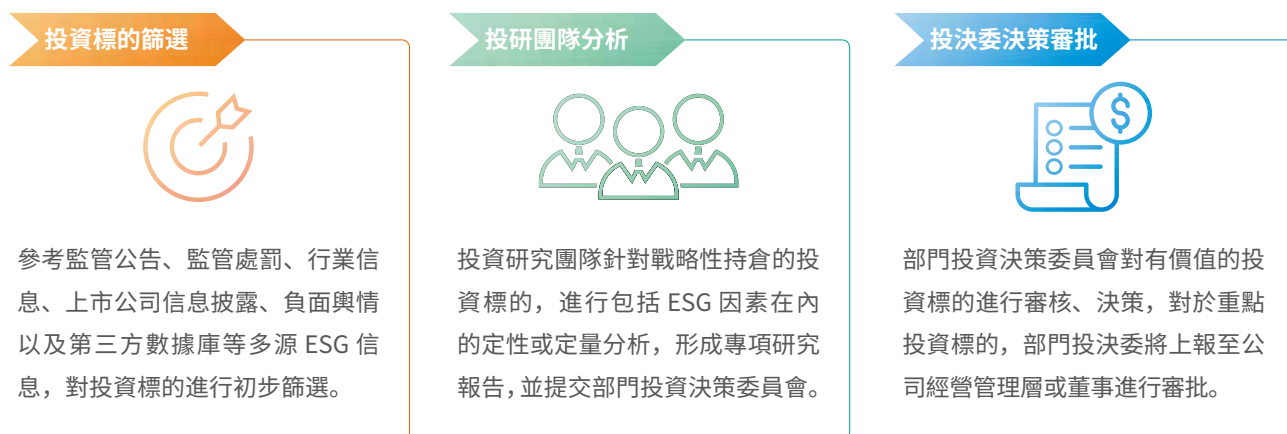 投資標的篩選
參考監管公告、監管處罰、行業信
息、上市公司信息披露、負面輿情
以及第三方數據庫等多源 ESG 信
息，對投資標的進行初步篩選。
投研團隊分析
投資研究團隊針對戰略性持倉的投
資標的，進行包括 ESG 因素在內
的定性或定量分析，形成專項研究
報告，並提交部門投資決策委員會。
投決委決策審批
$
部門投資決策委員會對有價值的投
資標的進行審核、決策，對於重點
投資標的，部門投決委將上報至公
司經營管理層或董事進行審批。